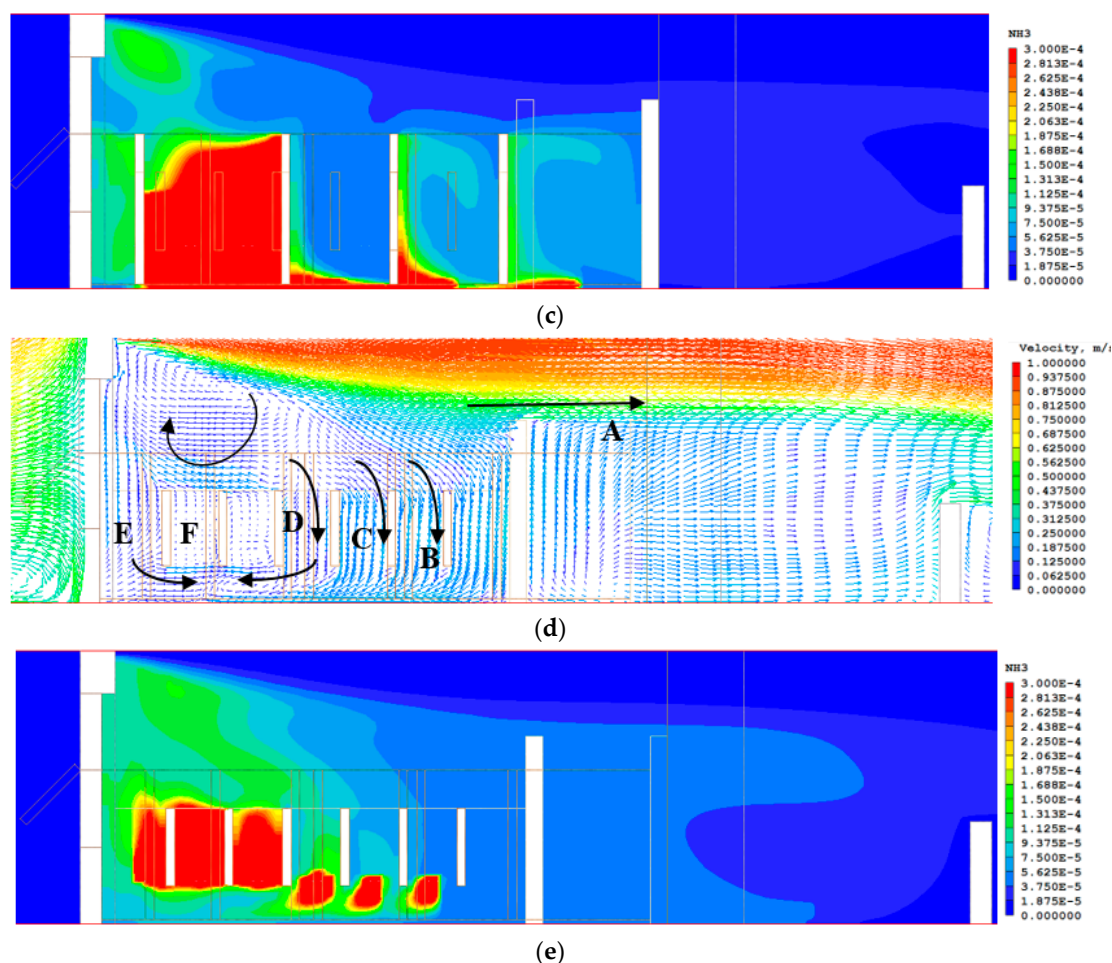 NH3
3.000E-4
2.813E-4
2.625E-4
2.438E-4
2.250E-4
2.063E-4
1.875E-4
1.688E-4
1.500E-4
1.313E-4
1.125E-4
9.375E-5
7.500E-5
5.625E-5
3.750E-5
1.875E-5
0.000000
(c)
Velocity, m/s
1.000000
0.937500
0.875000
0.812500
0.750000
0.687500
0.625000
0.562500
0.500000
0.437500
0.375000
0.312500
0.250000
0.187500
0.125000
0.062500
0.000000
A
E F D C B
(d)
NH3
3.000E-4
2.813E-4
2.625E-4
2.438E-4
2.250E-4
2.063E-4
1.875E-4
1.688E-4
1.500E-4
1.313E-4
1.125E-4
9.375E-5
7.500E-5
5.625E-5
3.750E-5
1.875E-5
0.000000
(e)